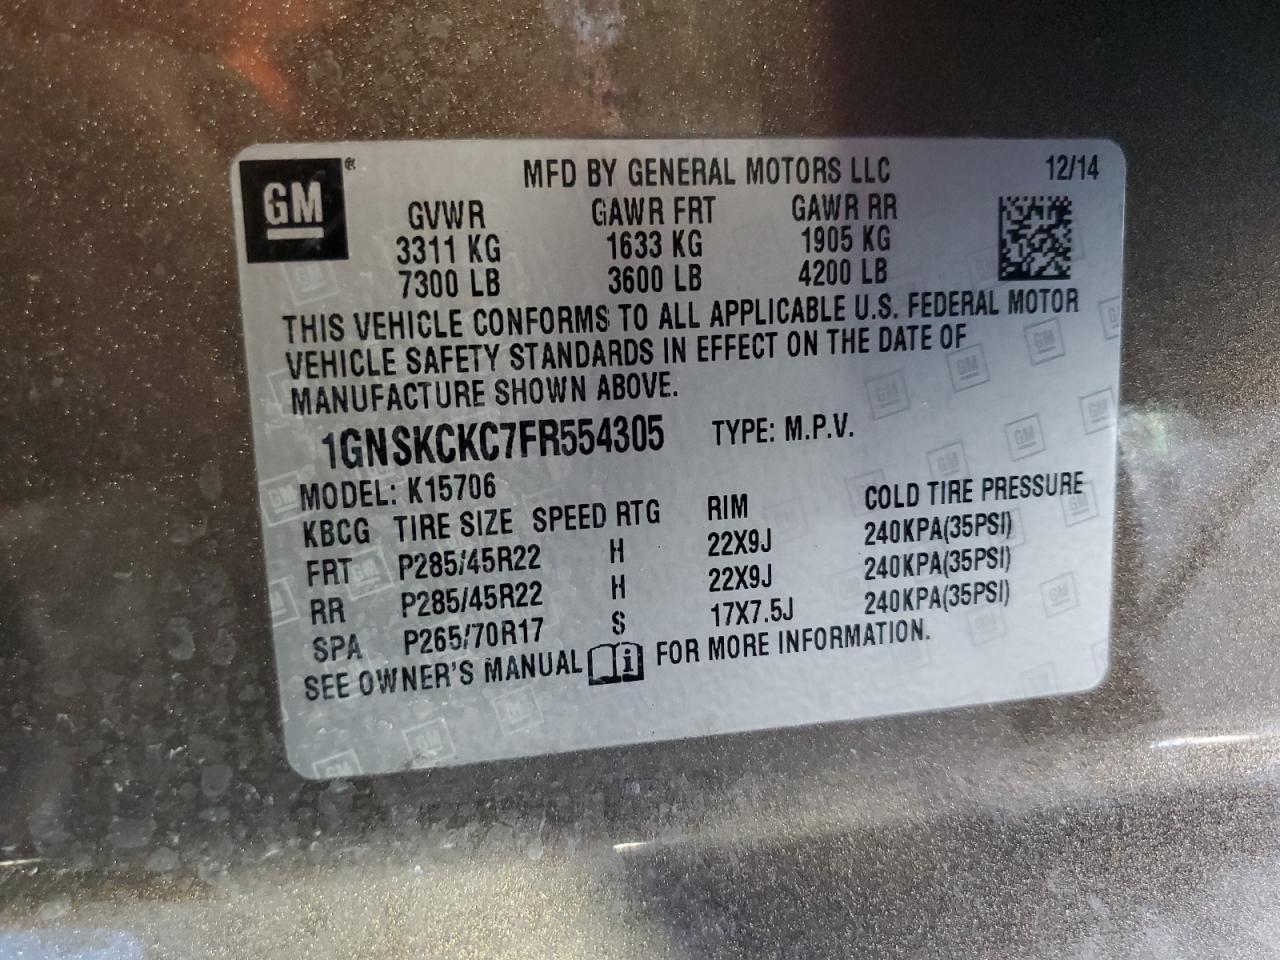 GM ® MFD BY GENERAL MOTORS LLC 12/14
GVWR GAWR FRT GAWR RR
3311 KG 1633 KG 1905 KG
7300 LB 3600 LB 4200 LB
THIS VEHICLE CONFORMS TO ALL APPLICABLE U.S. FEDERAL MOTOR
VEHICLE SAFETY STANDARDS IN EFFECT ON THE DATE OF
MANUFACTURE SHOWN ABOVE.
1GNSKCKC7FR554305 TYPE: M.P.V.
MODEL: K15706
KBCG TIRE SIZE SPEED RTG RIM COLD TIRE PRESSURE
FRT P285/45R22 H 22X9J 240KPA(35PSI)
RR P285/45R22 H 22X9J 240KPA(35PSI)
SPA P265/70R17 S 17X7.5J 240KPA(35PSI)
SEE OWNER'S MANUAL i FOR MORE INFORMATION.